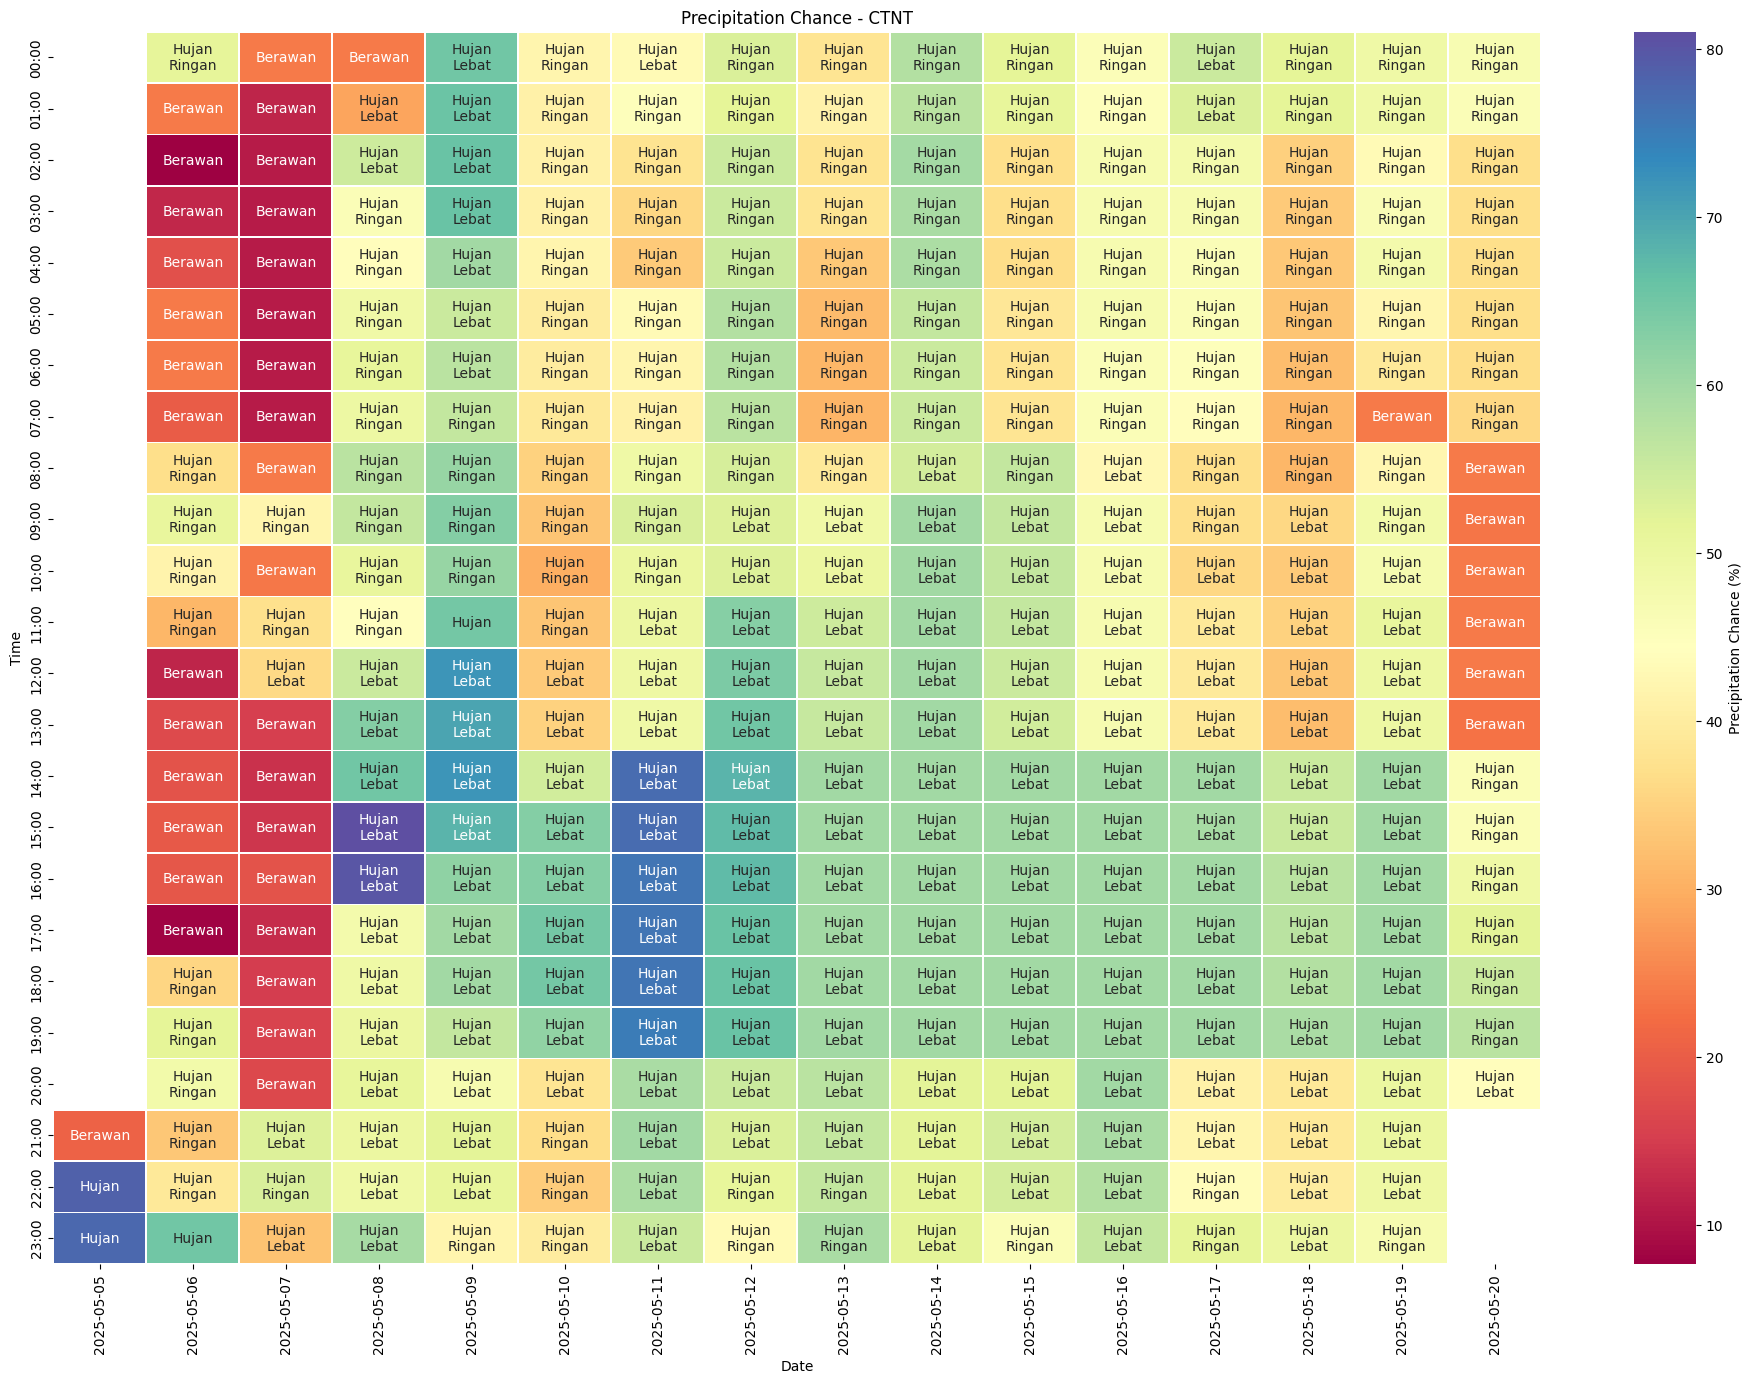 Precipitation Chance - CTNT
00:00 Hujan Ringan Berawan Berawan Hujan Lebat Hujan Ringan Hujan Lebat Hujan Ringan Hujan Ringan Hujan Ringan Hujan Ringan Hujan Ringan Hujan Lebat Hujan Ringan Hujan Ringan Hujan Ringan
01:00 Berawan Berawan Hujan Lebat Hujan Lebat Hujan Ringan Hujan Ringan Hujan Ringan Hujan Ringan Hujan Ringan Hujan Ringan Hujan Ringan Hujan Lebat Hujan Ringan Hujan Ringan Hujan Ringan
02:00 Berawan Berawan Hujan Lebat Hujan Lebat Hujan Ringan Hujan Ringan Hujan Ringan Hujan Ringan Hujan Ringan Hujan Ringan Hujan Ringan Hujan Ringan Hujan Ringan Hujan Ringan Hujan Ringan
03:00 Berawan Berawan Hujan Ringan Hujan Lebat Hujan Ringan Hujan Ringan Hujan Ringan Hujan Ringan Hujan Ringan Hujan Ringan Hujan Ringan Hujan Ringan Hujan Ringan Hujan Ringan Hujan Ringan
04:00 Berawan Berawan Hujan Ringan Hujan Lebat Hujan Ringan Hujan Ringan Hujan Ringan Hujan Ringan Hujan Ringan Hujan Ringan Hujan Ringan Hujan Ringan Hujan Ringan Hujan Ringan Hujan Ringan
05:00 Berawan Berawan Hujan Ringan Hujan Lebat Hujan Ringan Hujan Ringan Hujan Ringan Hujan Ringan Hujan Ringan Hujan Ringan Hujan Ringan Hujan Ringan Hujan Ringan Hujan Ringan Hujan Ringan
06:00 Berawan Berawan Hujan Ringan Hujan Lebat Hujan Ringan Hujan Ringan Hujan Ringan Hujan Ringan Hujan Ringan Hujan Ringan Hujan Ringan Hujan Ringan Hujan Ringan Hujan Ringan Hujan Ringan
07:00 Berawan Berawan Hujan Ringan Hujan Ringan Hujan Ringan Hujan Ringan Hujan Ringan Hujan Ringan Hujan Ringan Hujan Ringan Hujan Ringan Hujan Ringan Hujan Ringan Berawan Hujan Ringan
08:00 Hujan Ringan Berawan Hujan Ringan Hujan Ringan Hujan Ringan Hujan Ringan Hujan Ringan Hujan Ringan Hujan Lebat Hujan Ringan Hujan Lebat Hujan Ringan Hujan Ringan Hujan Ringan Berawan
09:00 Hujan Ringan Hujan Ringan Hujan Ringan Hujan Ringan Hujan Ringan Hujan Ringan Hujan Lebat Hujan Lebat Hujan Lebat Hujan Lebat Hujan Lebat Hujan Ringan Hujan Lebat Hujan Ringan Berawan
10:00 Hujan Ringan Berawan Hujan Ringan Hujan Ringan Hujan Ringan Hujan Ringan Hujan Lebat Hujan Lebat Hujan Lebat Hujan Lebat Hujan Lebat Hujan Lebat Hujan Lebat Hujan Lebat Berawan
11:00 Hujan Ringan Hujan Ringan Hujan Ringan Hujan Hujan Ringan Hujan Lebat Hujan Lebat Hujan Lebat Hujan Lebat Hujan Lebat Hujan Lebat Hujan Lebat Hujan Lebat Hujan Lebat Berawan
12:00 Berawan Hujan Lebat Hujan Lebat Hujan Lebat Hujan Lebat Hujan Lebat Hujan Lebat Hujan Lebat Hujan Lebat Hujan Lebat Hujan Lebat Hujan Lebat Hujan Lebat Hujan Lebat Berawan
13:00 Berawan Berawan Hujan Lebat Hujan Lebat Hujan Lebat Hujan Lebat Hujan Lebat Hujan Lebat Hujan Lebat Hujan Lebat Hujan Lebat Hujan Lebat Hujan Lebat Hujan Lebat Berawan
14:00 Berawan Berawan Hujan Lebat Hujan Lebat Hujan Lebat Hujan Lebat Hujan Lebat Hujan Lebat Hujan Lebat Hujan Lebat Hujan Lebat Hujan Lebat Hujan Lebat Hujan Lebat Hujan Ringan
15:00 Berawan Berawan Hujan Lebat Hujan Lebat Hujan Lebat Hujan Lebat Hujan Lebat Hujan Lebat Hujan Lebat Hujan Lebat Hujan Lebat Hujan Lebat Hujan Lebat Hujan Lebat Hujan Ringan
16:00 Berawan Berawan Hujan Lebat Hujan Lebat Hujan Lebat Hujan Lebat Hujan Lebat Hujan Lebat Hujan Lebat Hujan Lebat Hujan Lebat Hujan Lebat Hujan Lebat Hujan Lebat Hujan Ringan
17:00 Berawan Berawan Hujan Lebat Hujan Lebat Hujan Lebat Hujan Lebat Hujan Lebat Hujan Lebat Hujan Lebat Hujan Lebat Hujan Lebat Hujan Lebat Hujan Lebat Hujan Lebat Hujan Ringan
18:00 Hujan Ringan Berawan Hujan Lebat Hujan Lebat Hujan Lebat Hujan Lebat Hujan Lebat Hujan Lebat Hujan Lebat Hujan Lebat Hujan Lebat Hujan Lebat Hujan Lebat Hujan Lebat Hujan Ringan
19:00 Hujan Ringan Berawan Hujan Lebat Hujan Lebat Hujan Lebat Hujan Lebat Hujan Lebat Hujan Lebat Hujan Lebat Hujan Lebat Hujan Lebat Hujan Lebat Hujan Lebat Hujan Lebat Hujan Ringan
20:00 Hujan Ringan Berawan Hujan Lebat Hujan Lebat Hujan Lebat Hujan Lebat Hujan Lebat Hujan Lebat Hujan Lebat Hujan Lebat Hujan Lebat Hujan Lebat Hujan Lebat Hujan Lebat Hujan Lebat
21:00 Berawan Hujan Ringan Hujan Lebat Hujan Lebat Hujan Lebat Hujan Ringan Hujan Lebat Hujan Lebat Hujan Lebat Hujan Lebat Hujan Lebat Hujan Lebat Hujan Lebat Hujan Lebat Hujan Lebat
22:00 Hujan Hujan Ringan Hujan Ringan Hujan Lebat Hujan Lebat Hujan Ringan Hujan Lebat Hujan Ringan Hujan Ringan Hujan Lebat Hujan Lebat Hujan Lebat Hujan Ringan Hujan Lebat Hujan Lebat
23:00 Hujan Hujan Hujan Lebat Hujan Lebat Hujan Ringan Hujan Ringan Hujan Lebat Hujan Ringan Hujan Ringan Hujan Lebat Hujan Ringan Hujan Lebat Hujan Ringan Hujan Lebat Hujan Ringan
Time
2025-05-05 2025-05-06 2025-05-07 2025-05-08 2025-05-09 2025-05-10 2025-05-11 2025-05-12 2025-05-13 2025-05-14 2025-05-15 2025-05-16 2025-05-17 2025-05-18 2025-05-19 2025-05-20
Date
80
70
60
50
40
30
20
10
Precipitation Chance (%)